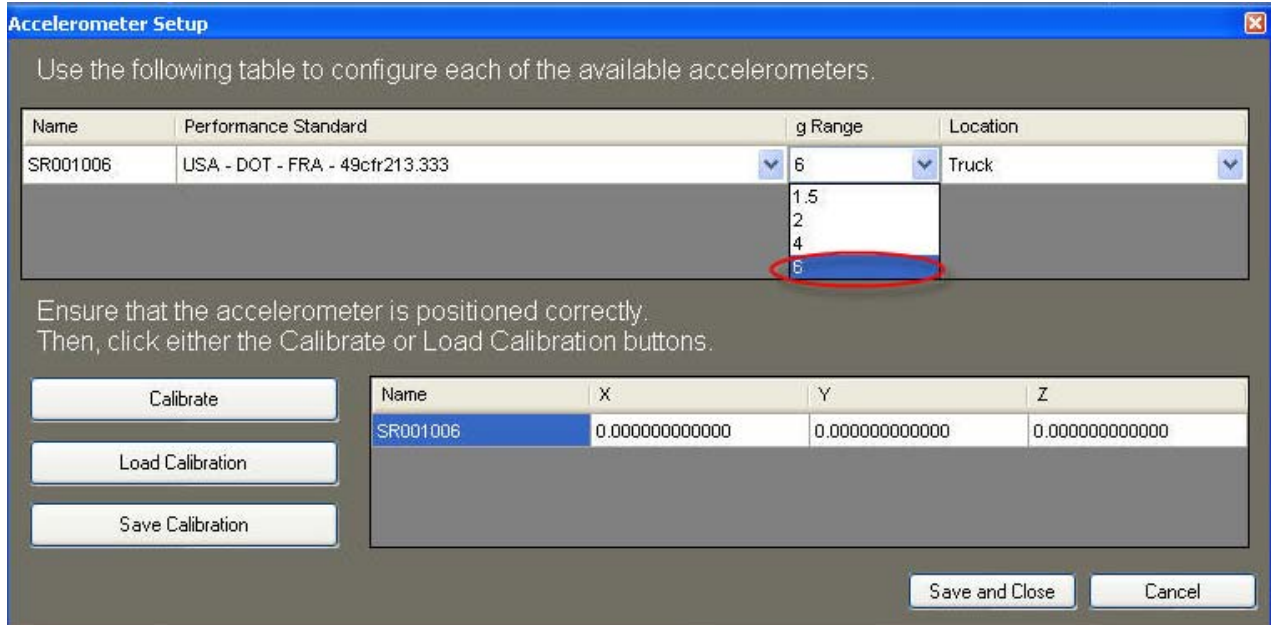 Accelerometer Setup
Use the following table to configure each of the available accelerometers.
Name Performance Standard g Range Location
SR001006 USA - DOT - FRA - 49cfr213.333 6 Truck
1.5
2
4
6
Ensure that the accelerometer is positioned correctly.
Then, click either the Calibrate or Load Calibration buttons.
Calibrate
Load Calibration
Save Calibration
Name X Y Z
SR001006 0.000000000000 0.000000000000 0.000000000000
Save and Close Cancel